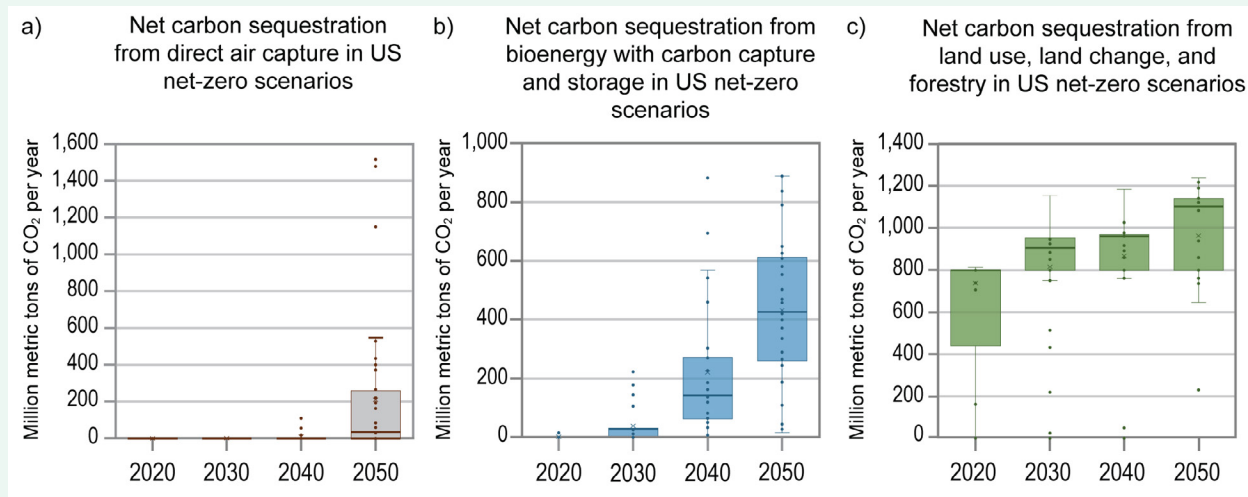 a)
Net carbon sequestration
from direct air capture in US
net-zero scenarios
Million metric tons of CO₂ per year
1,600
1,400
1,200
1,000
800
600
400
200
0
2020 2030 2040 2050
b)
Net carbon sequestration from
bioenergy with carbon capture
and storage in US net-zero
scenarios
Million metric tons of CO₂ per year
1,000
800
600
400
200
0
2020 2030 2040 2050
c)
Net carbon sequestration from
land use, land change, and
forestry in US net-zero scenarios
Million metric tons of CO₂ per year
1,400
1,200
1,000
800
600
400
200
0
2020 2030 2040 2050